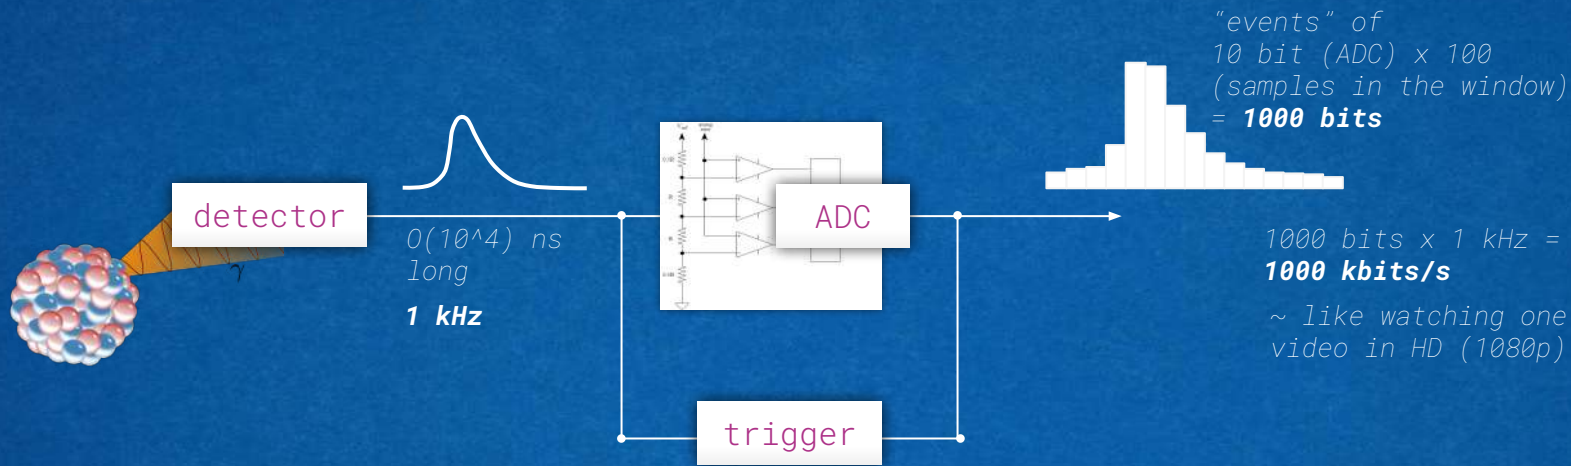 "events" of
10 bit (ADC) x 100
(samples in the window)
= 1000 bits
detector
ADC
γ
O(10^4) ns
long
1 kHz
1000 bits x 1 kHz =
1000 kbits/s
~ like watching one
video in HD (1080p)
trigger